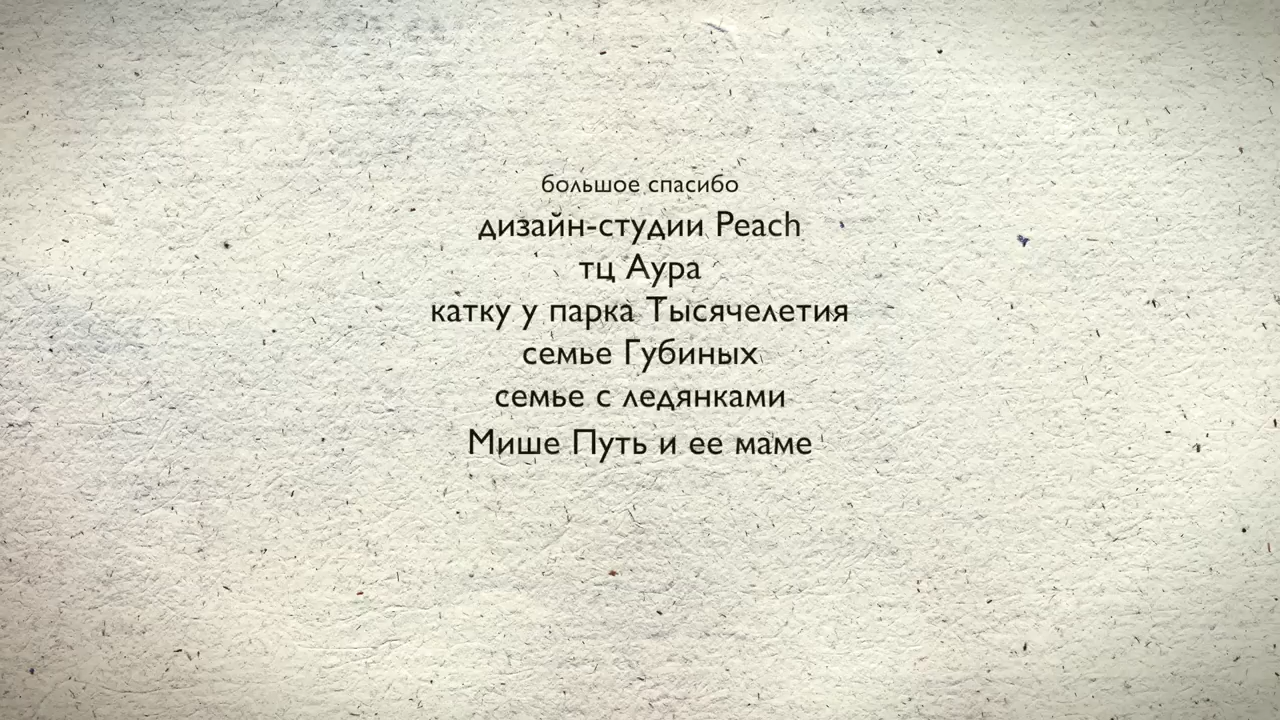 большое спасибо
дизайн-студии Peach
тц Аура
катку у парка Тысячелетия
семье Губиных
семье с ледянками
Мише Путь и ее маме